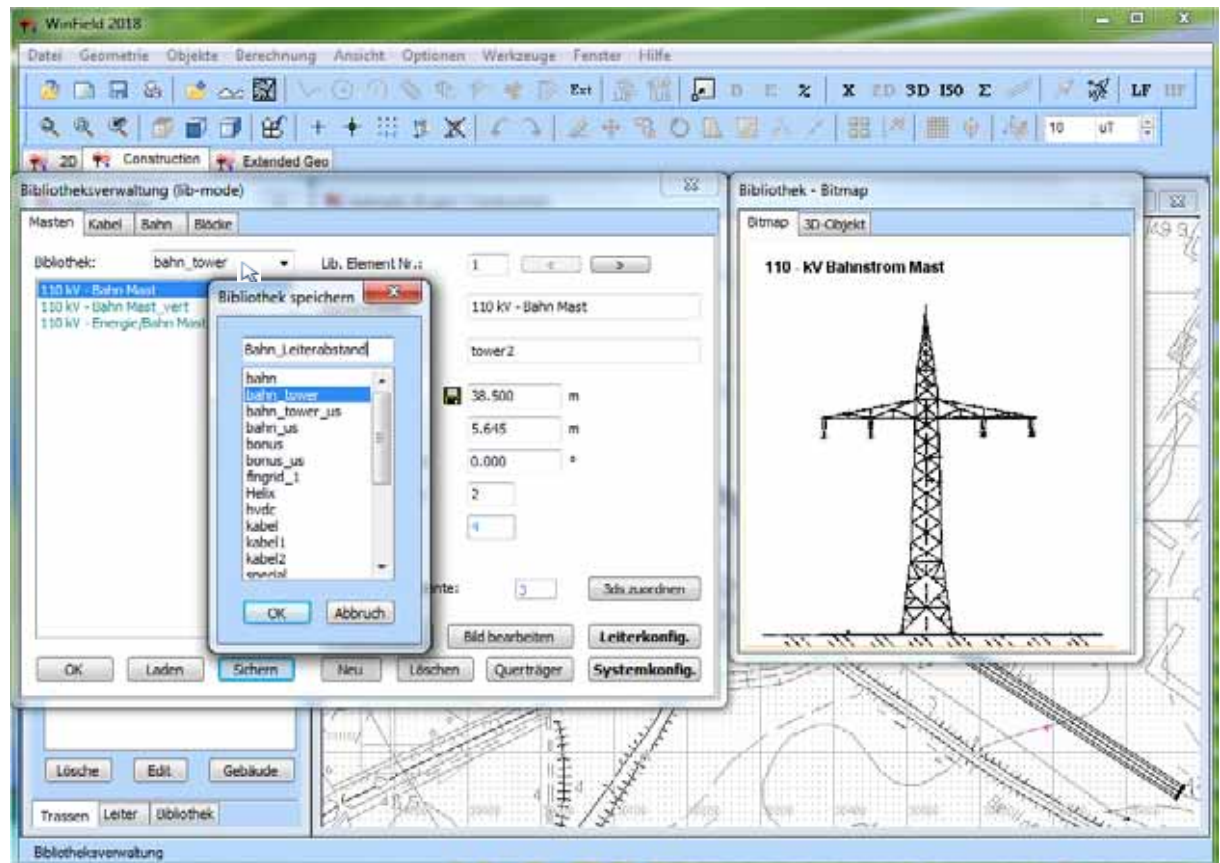 WinField 2018
Datei Geometrie Objekte Berechnung Ansicht Optionen Werkzeuge Fenster Hilfe
Ext D E % X 2D 3D ISO Σ LF HF
10 uT
2D Construction Extended Geo
Bibliotheksverwaltung (lib-mode)
Masten Kabel Bahn Blöcke
Bibliothek: bahn_tower Lib. Element Nr.: 1 < >
110 kV - Bahn Mast
110 kV - Bahn Mast_vert
110 kV - Energie/Bahn Mast
110 kV - Bahn Mast
tower2
38.500 m
5.645 m
0.000 °
2
4
3 3ds zuordnen
Bild bearbeiten Leiterkonfig.
OK Laden Sichern Neu Löschen Querträger Systemkonfig.
Bibliothek speichern
Bahn_Leiterabstand
bahn
bahn_tower
bahn_tower_us
bahn_us
bonus
bonus_us
fingrid_1
Helix
hvdc
kabel
kabel1
kabel2
special
OK Abbruch
Bibliothek - Bitmap
Bitmap 3D-Objekt
110 - kV Bahnstrom Mast
Lösche Edit Gebäude
Trassen Leiter Bibliothek
Bibliotheksverwaltung